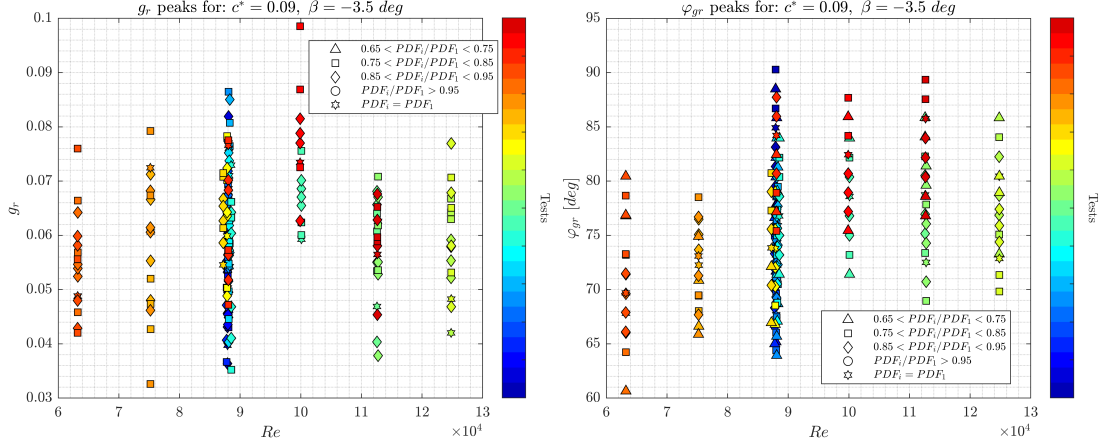 g_r peaks for: c* = 0.09, β = −3.5 deg
0.1
0.09
0.08
0.07
0.06
0.05
0.04
0.03
g_r
6
7
8
9
10
11
12
13
Re
×10^4
0.65 < PDF_i/PDF_1 < 0.75
0.75 < PDF_i/PDF_1 < 0.85
0.85 < PDF_i/PDF_1 < 0.95
PDF_i/PDF_1 > 0.95
PDF_i = PDF_1
Tests
φ_gr peaks for: c* = 0.09, β = −3.5 deg
95
90
85
80
75
70
65
60
φ_gr [deg]
6
7
8
9
10
11
12
13
Re
×10^4
0.65 < PDF_i/PDF_1 < 0.75
0.75 < PDF_i/PDF_1 < 0.85
0.85 < PDF_i/PDF_1 < 0.95
PDF_i/PDF_1 > 0.95
PDF_i = PDF_1
Tests